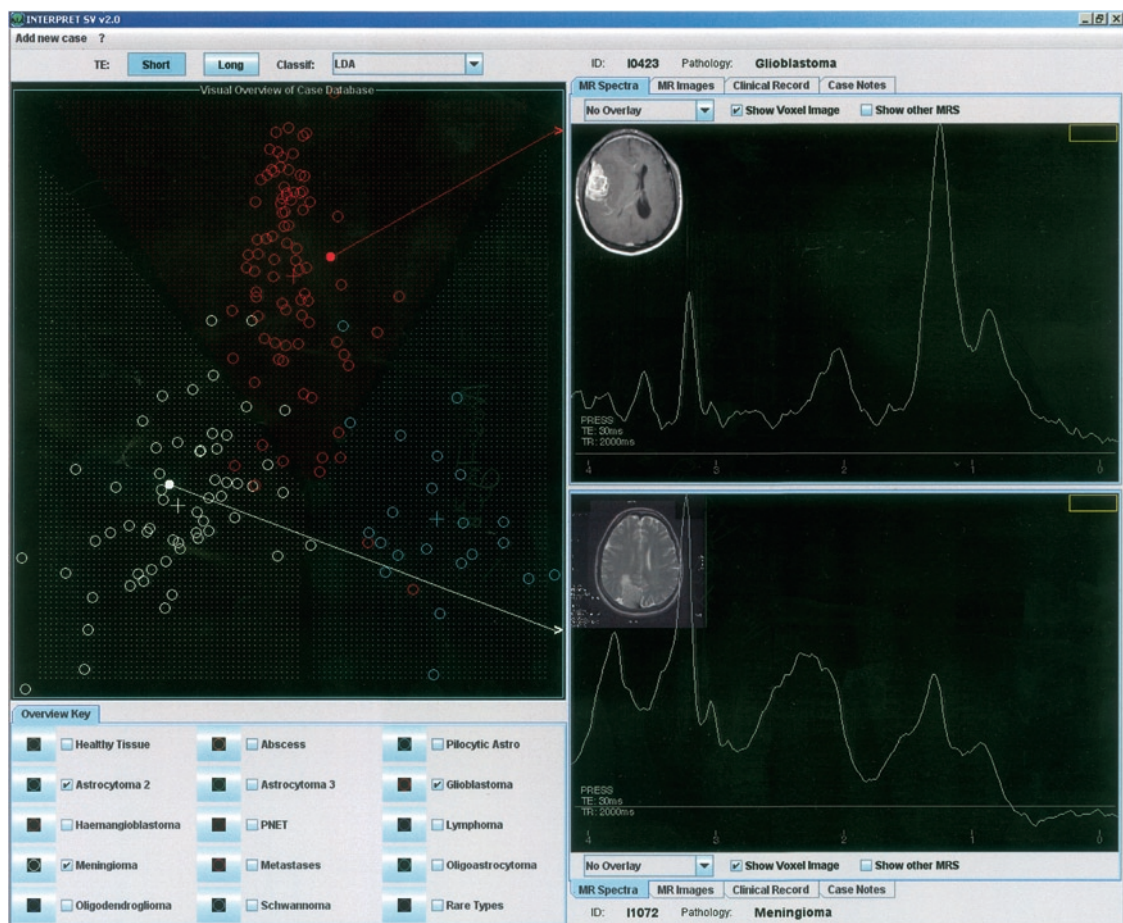 INTERPRET SV v2.0
Add new case ?
TE: Short Long Classif: LDA
Visual Overview of Case Database
ID: I0423 Pathology: Glioblastoma
MR Spectra MR Images Clinical Record Case Notes
No Overlay Show Voxel Image Show other MRS
PRESS
TE: 30ms
TR: 2000ms
4 3 2 1 0
PRESS
TE: 30ms
TR: 2000ms
4 3 2 1 0
No Overlay Show Voxel Image Show other MRS
MR Spectra MR Images Clinical Record Case Notes
ID: I1072 Pathology: Meningioma
Overview Key
Healthy Tissue Abscess Pilocytic Astro
Astrocytoma 2 Astrocytoma 3 Glioblastoma
Haemangioblastoma PNET Lymphoma
Meningioma Metastases Oligoastrocytoma
Oligodendroglioma Schwannoma Rare Types